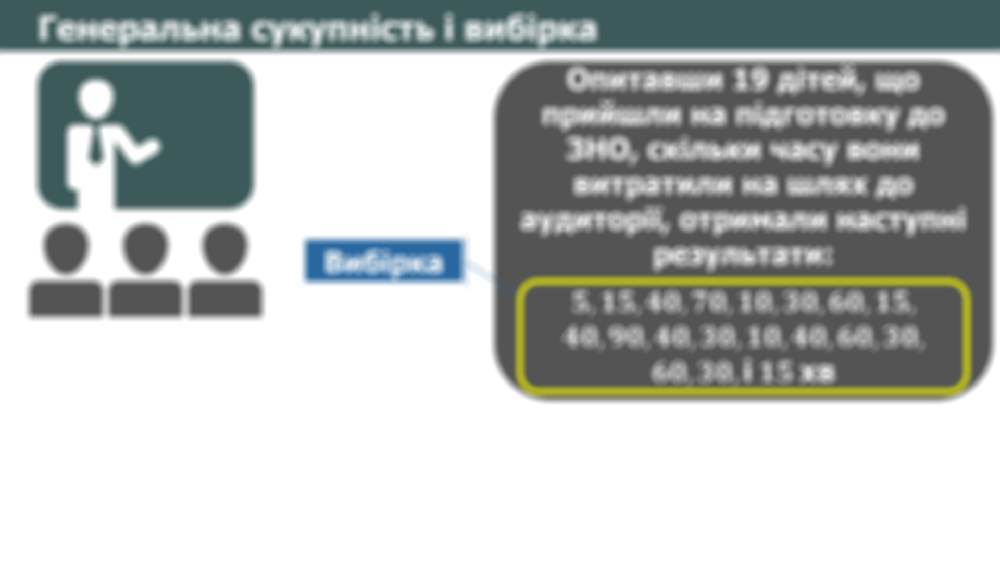 Генеральна сукупність і вибірка
Опитавши 19 дітей, що
прийшли на підготовку до
ЗНО, скільки часу вони
витратили на шлях до
аудиторії, отримали наступні
результати:
Вибірка
5, 15, 40, 70, 10, 30, 60, 15,
40, 90, 40, 30, 10, 40, 60, 30,
60, 30, і 15 хв